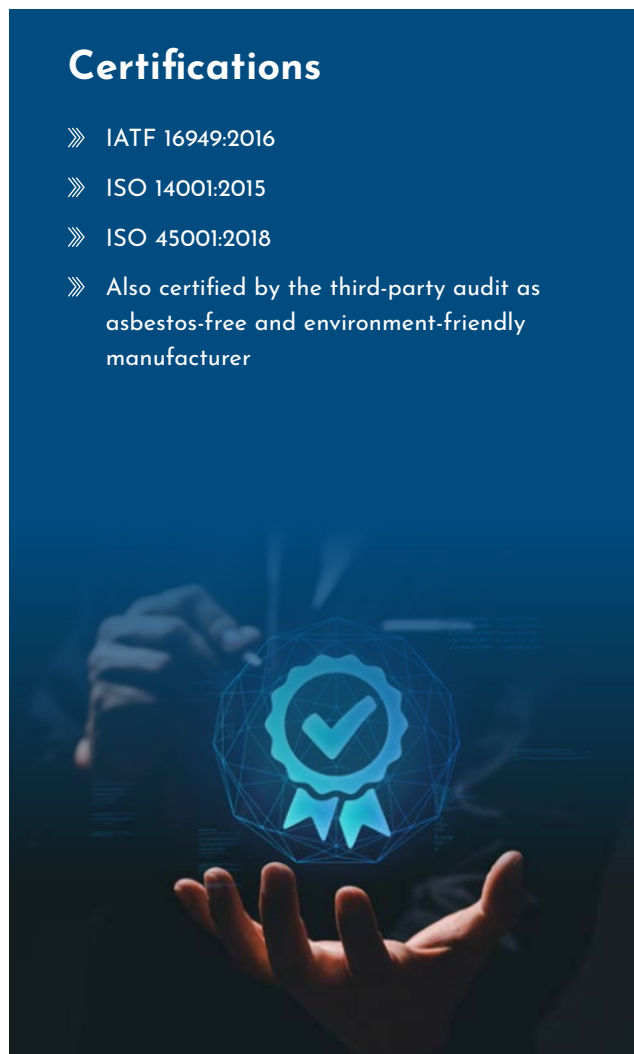 Certifications
IATF 16949:2016
ISO 14001:2015
ISO 45001:2018
Also certified by the third-party audit as
asbestos-free and environment-friendly
manufacturer